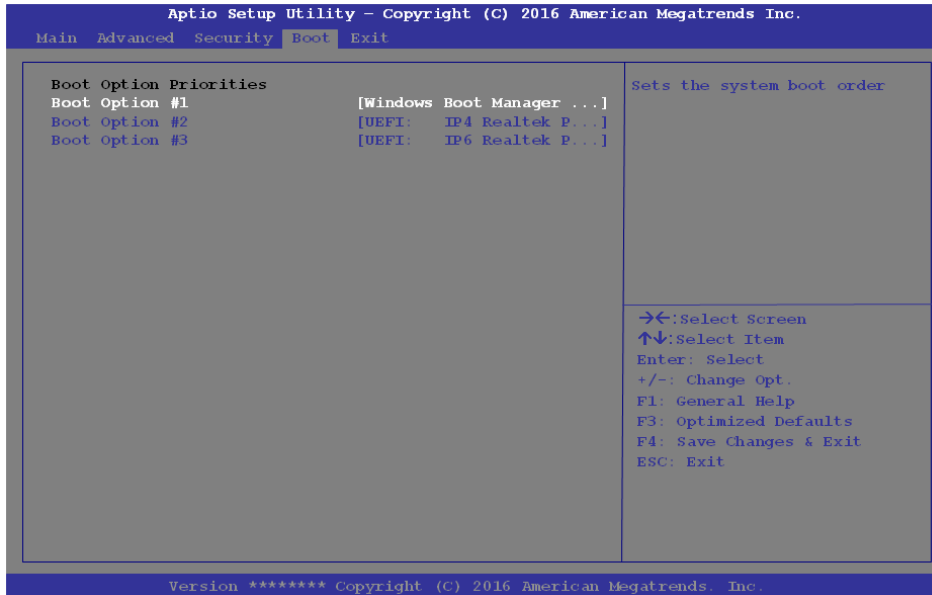 Aptio Setup Utility – Copyright (C) 2016 American Megatrends Inc.
Main Advanced Security Boot Exit
Boot Option Priorities
Boot Option #1 [Windows Boot Manager ...]
Boot Option #2 [UEFI: IP4 Realtek P...]
Boot Option #3 [UEFI: IP6 Realtek P...]
Sets the system boot order
→←:Select Screen
↑↓:Select Item
Enter: Select
+/-: Change Opt.
F1: General Help
F3: Optimized Defaults
F4: Save Changes & Exit
ESC: Exit
Version ******** Copyright (C) 2016 American Megatrends. Inc.